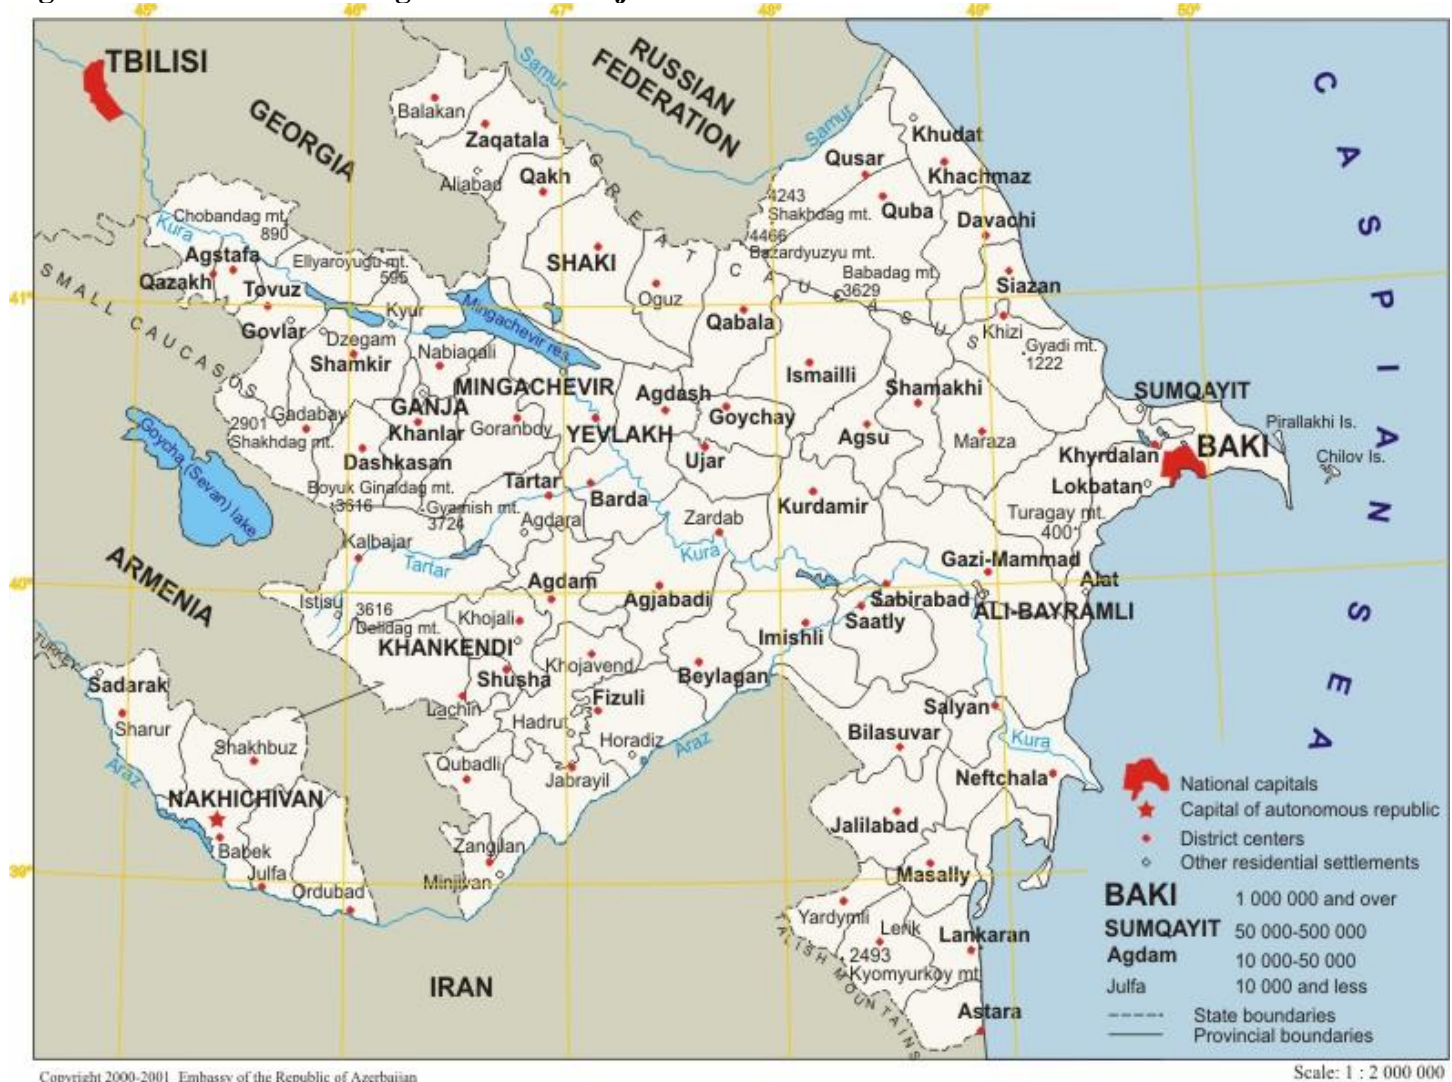 45°
46°
47°
48°
49°
50°
TBILISI
GEORGIA
RUSSIAN
FEDERATION
Samur
Samur
CASPIAN SEA
Balakan
Zaqatala
Aliabad
Qakh
GREAT CAUCASUS
Khudat
Qusar
Khachmaz
4243
Shakhdag mt.
Quba
Davachi
4466
Bazardyuzyu mt.
Babadag mt.
3629
Siazan
Khizi
Gyadi mt.
1222
Chobandag mt.
890
Kura
Agstafa
Qazakh
Ellyaroyugu mt.
595
Tovuz
Kyur
Govlar
Dzegam
Shamkir
Nabiaqali
SHAKI
Oguz
Qabala
Mingachevir res.
41°
41°
SMALL CAUCASUS
MINGACHEVIR
GANJA
Khanlar
Goranboy
YEVLAKH
Agdash
Goychay
Ujar
Ismailli
Shamakhi
Agsu
Maraza
SUMQAYIT
Pirallakhi Is.
BAKI
Chilov Is.
Khyrdalan
Lokbatan
Turagay mt.
400
2901
Shakhdag mt.
Gadabay
Dashkasan
Boyuk Ginaldag mt.
3616
Gyamish mt.
3724
Goycha (Sevan) lake
Tartar
Barda
Agdara
Zardab
Kurdamir
Kura
Kalbajar
Tartar
ARMENIA
40°
40°
Gazi-Mammad
Alat
Agdam
Agjabadi
Sabirabad
ALI-BAYRAMLI
Saatly
Imishli
Istisu
3616
Delidag mt.
Khojali
KHANKENDI
Shusha
Khojavend
Beylagan
Lachin
Fizuli
Hadrut
Horadiz
Araz
Qubadli
Jabrayil
Zangilan
Minjivan
TURKEY
Sadarak
Sharur
Shakhbuz
Araz
NAKHICHIVAN
Babek
Julfa
Ordubad
39°
39°
Salyan
Bilasuvar
Kura
Neftchala
Jalilabad
Masally
Yardymli
Lerik
Lankaran
2493
Kyomyurkoy mt.
TALISH MOUNTAINS
Astara
IRAN
National capitals
Capital of autonomous republic
District centers
Other residential settlements
BAKI 1 000 000 and over
SUMQAYIT 50 000-500 000
Agdam 10 000-50 000
Julfa 10 000 and less
State boundaries
Provincial boundaries
Copyright 2000-2001 Embassy of the Republic of Azerbaijan
Scale: 1 : 2 000 000